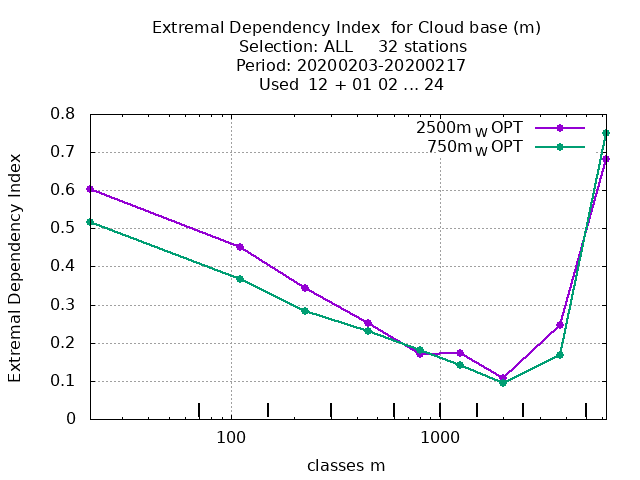 Extremal Dependency Index  for Cloud base (m)
Selection: ALL     32 stations
Period: 20200203-20200217
Used  12 + 01 02 ... 24
2500m W OPT
750m W OPT
Extremal Dependency Index
0.8
0.7
0.6
0.5
0.4
0.3
0.2
0.1
0
100 1000
classes m